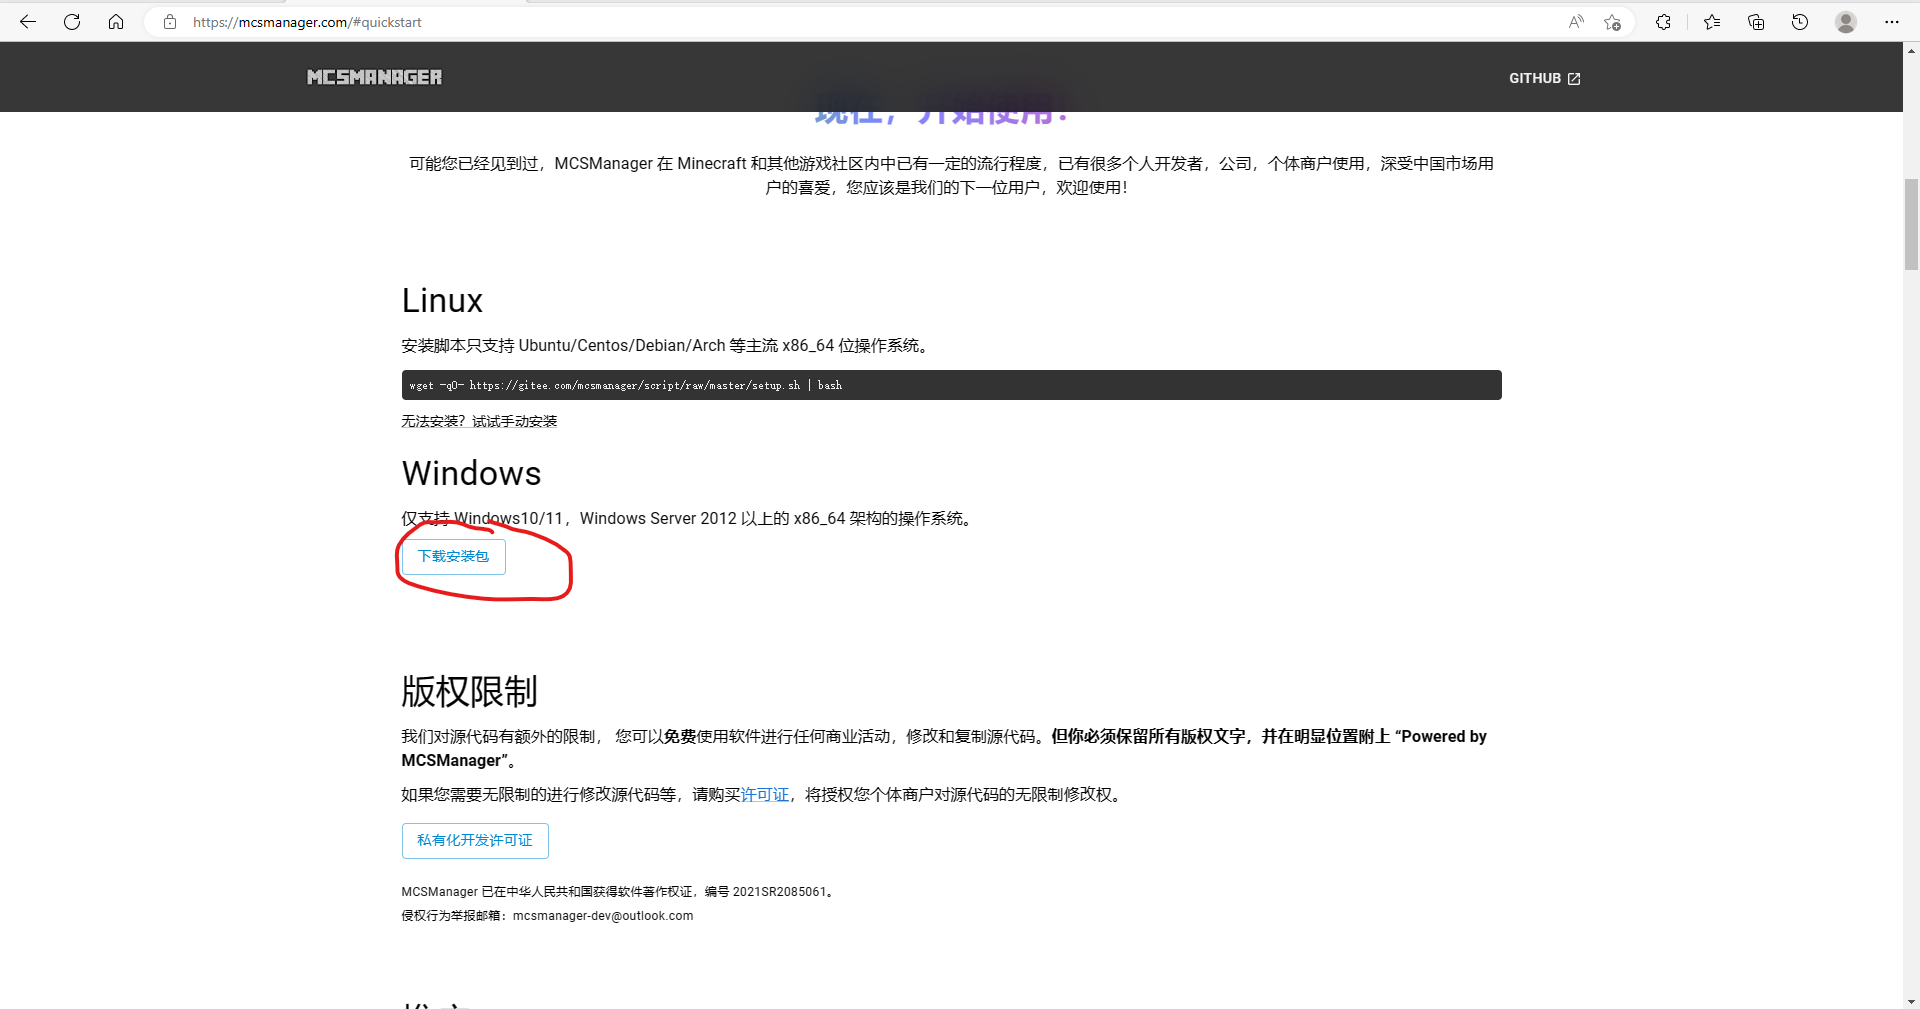 https://mcsmanager.com/#quickstart
MCSMANAGER
GITHUB
现在，开始使用！
可能您已经见到过，MCSManager 在 Minecraft 和其他游戏社区内中已有一定的流行程度，已有很多个人开发者，公司，个体商户使用，深受中国市场用
户的喜爱，您应该是我们的下一位用户，欢迎使用！
Linux
安装脚本只支持 Ubuntu/Centos/Debian/Arch 等主流 x86_64 位操作系统。
wget -qO- https://gitee.com/mcsmanager/script/raw/master/setup.sh | bash
无法安装？试试手动安装
Windows
仅支持 Windows10/11，Windows Server 2012 以上的 x86_64 架构的操作系统。
下载安装包
版权限制
我们对源代码有额外的限制， 您可以免费使用软件进行任何商业活动，修改和复制源代码。但你必须保留所有版权文字，并在明显位置附上 “Powered by
MCSManager”。
如果您需要无限制的进行修改源代码等，请购买许可证，将授权您个体商户对源代码的无限制修改权。
私有化开发许可证
MCSManager 已在中华人民共和国获得软件著作权证，编号 2021SR2085061。
侵权行为举报邮箱：mcsmanager-dev@outlook.com